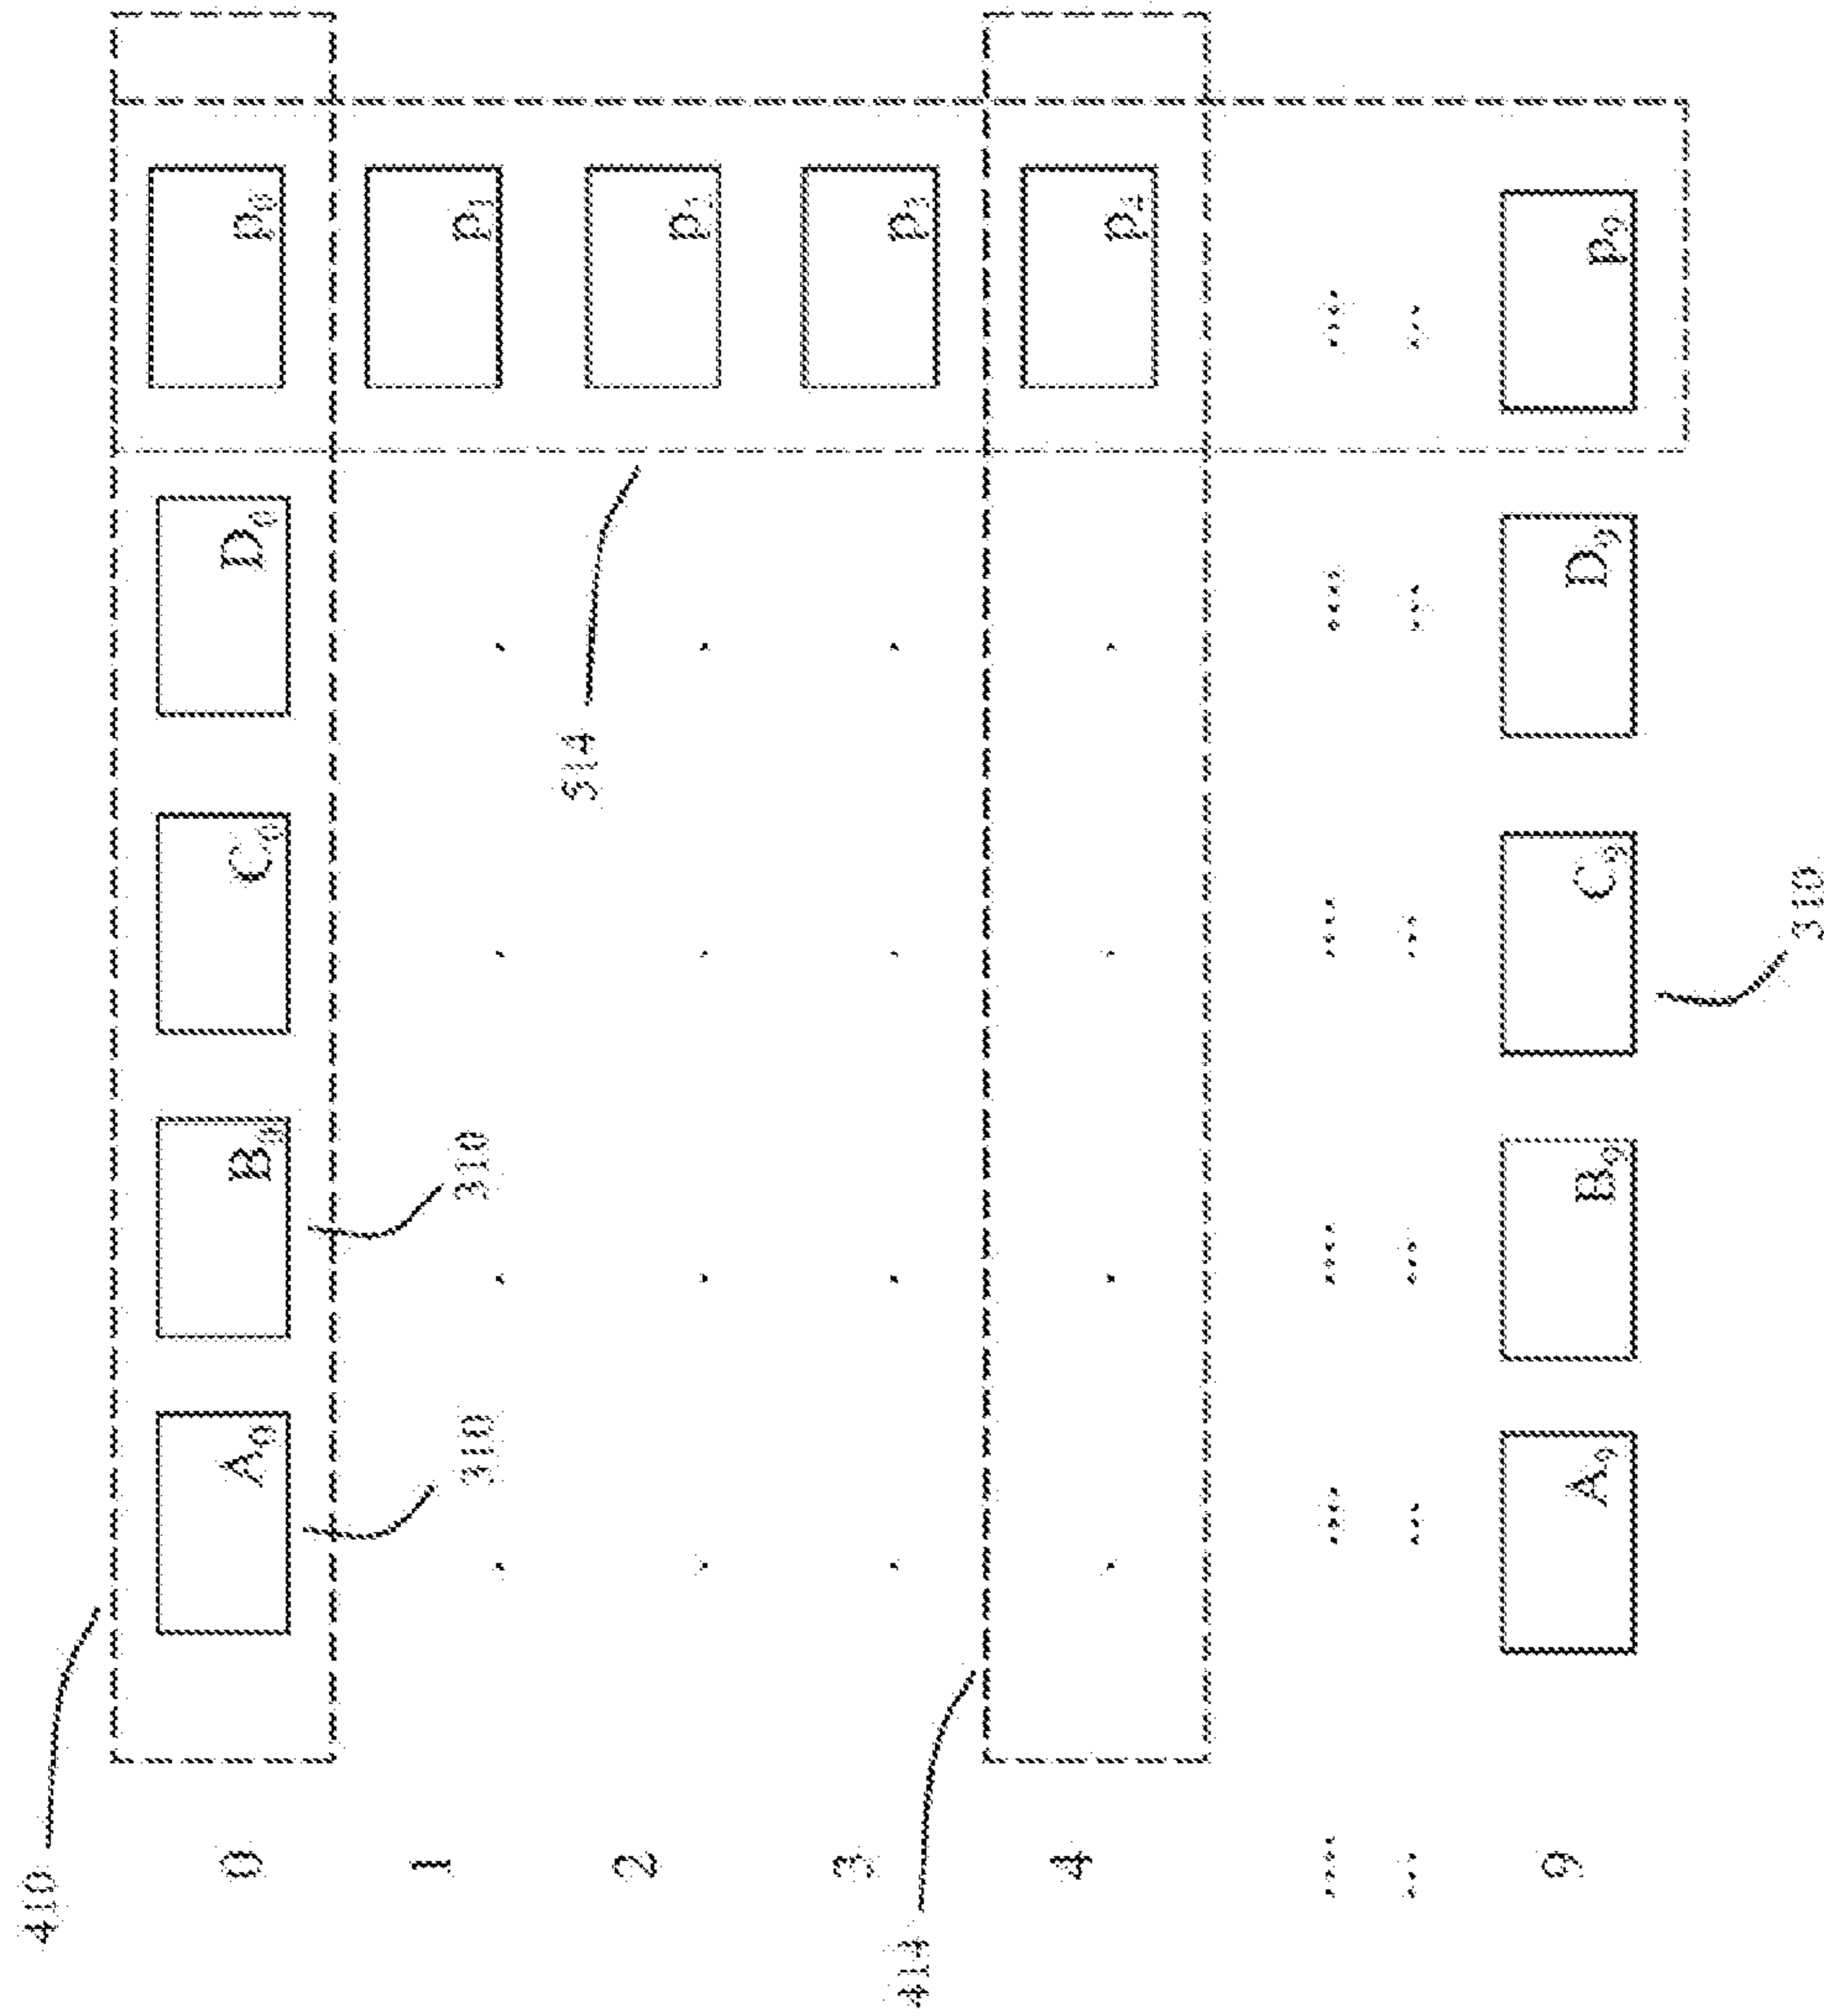 410
0 A₀ B₀ C₀ D₀ p₀
1 310 310 p₁
2 p₂
3 p₃
414
4 p₄
.... .... .... .... .... ....
... ... ... ... ... ...
9 A₉ B₉ C₉ D₉ p₉
310